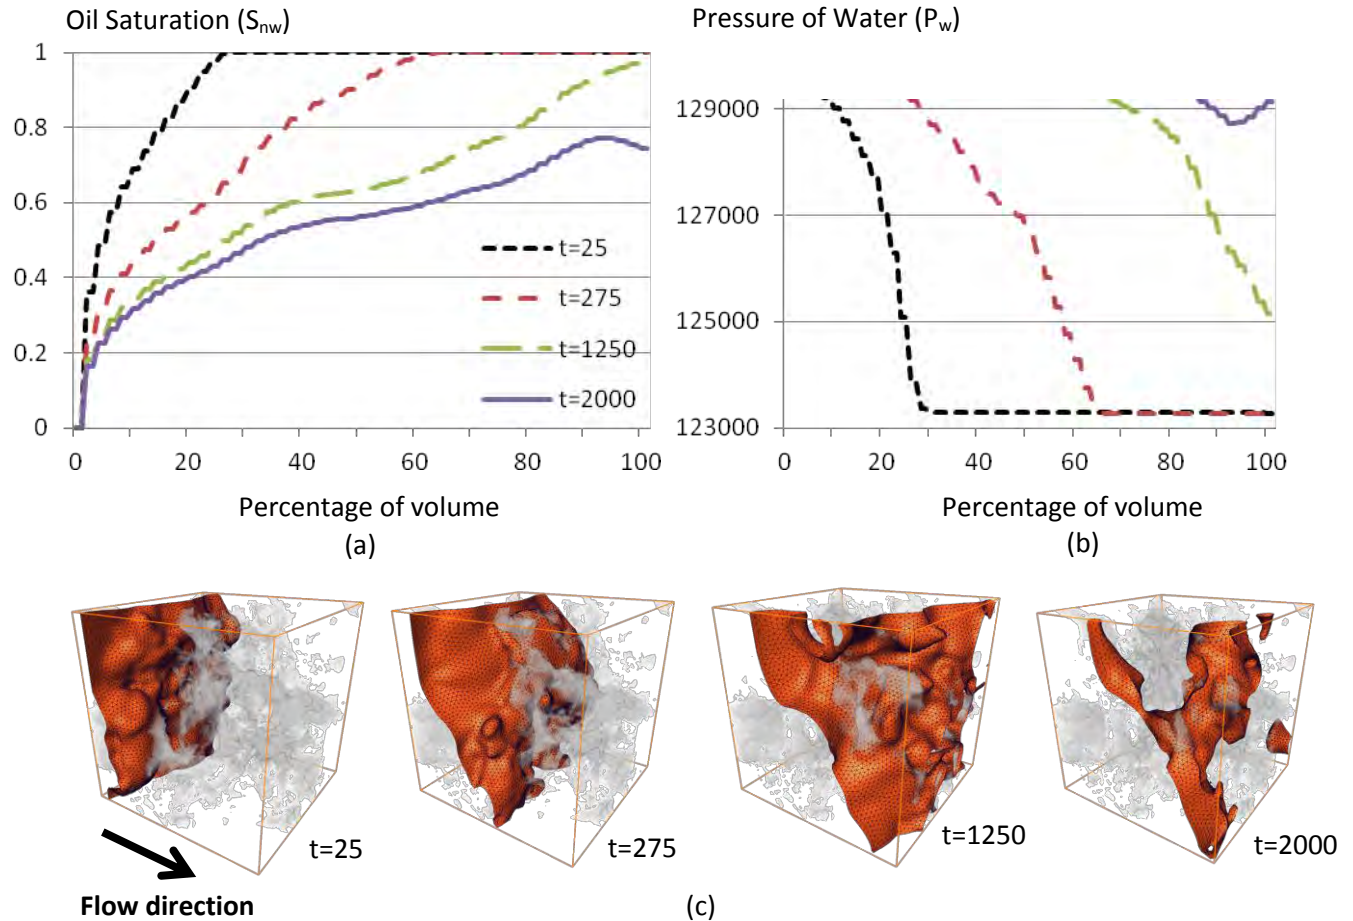 Oil Saturation (Snw)
1
0.8
0.6
0.4
0.2
0
0 20 40 60 80 100
t=25
t=275
t=1250
t=2000
Percentage of volume
(a)
Pressure of Water (Pw)
129000
127000
125000
123000
0 20 40 60 80 100
Percentage of volume
(b)
t=25
t=275
t=1250
t=2000
Flow direction
(c)